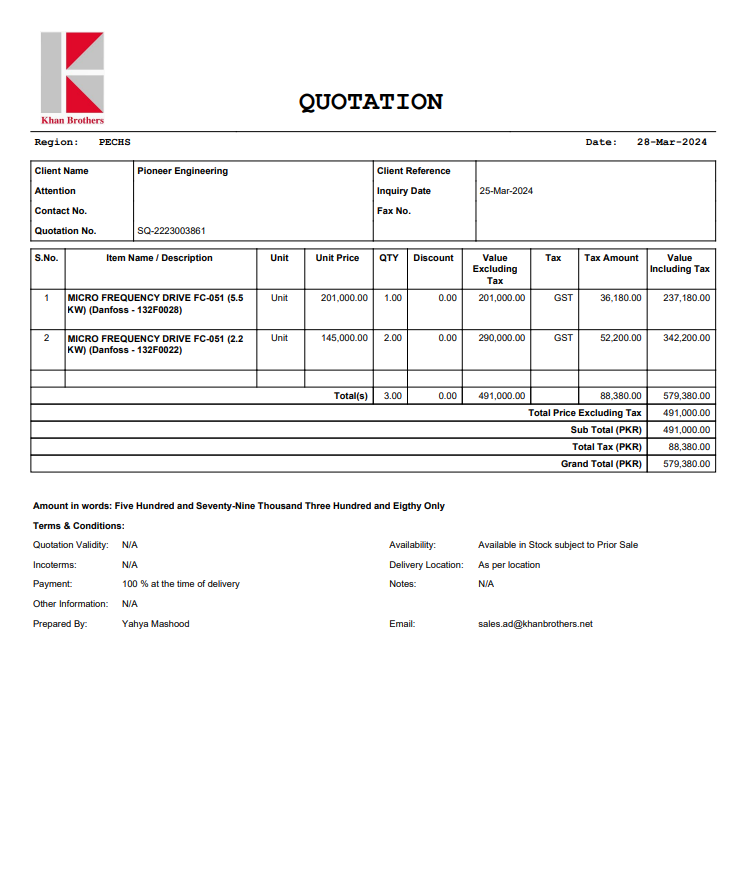 Khan Brothers
QUOTATION
Region: PECHS Date: 28-Mar-2024
Client Name Pioneer Engineering Client Reference
Attention Inquiry Date 25-Mar-2024
Contact No. Fax No.
Quotation No. SQ-2223003861
S.No. Item Name / Description Unit Unit Price QTY Discount Value Excluding Tax Tax Tax Amount Value Including Tax
1 MICRO FREQUENCY DRIVE FC-051 (5.5 Unit 201,000.00 1.00 0.00 201,000.00 GST 36,180.00 237,180.00
KW) (Danfoss - 132F0028)
2 MICRO FREQUENCY DRIVE FC-051 (2.2 Unit 145,000.00 2.00 0.00 290,000.00 GST 52,200.00 342,200.00
KW) (Danfoss - 132F0022)
Total(s) 3.00 0.00 491,000.00 88,380.00 579,380.00
Total Price Excluding Tax 491,000.00
Sub Total (PKR) 491,000.00
Total Tax (PKR) 88,380.00
Grand Total (PKR) 579,380.00
Amount in words: Five Hundred and Seventy-Nine Thousand Three Hundred and Eigthy Only
Terms & Conditions:
Quotation Validity: N/A Availability: Available in Stock subject to Prior Sale
Incoterms: N/A Delivery Location: As per location
Payment: 100 % at the time of delivery Notes: N/A
Other Information: N/A
Prepared By: Yahya Mashood Email: sales.ad@khanbrothers.net